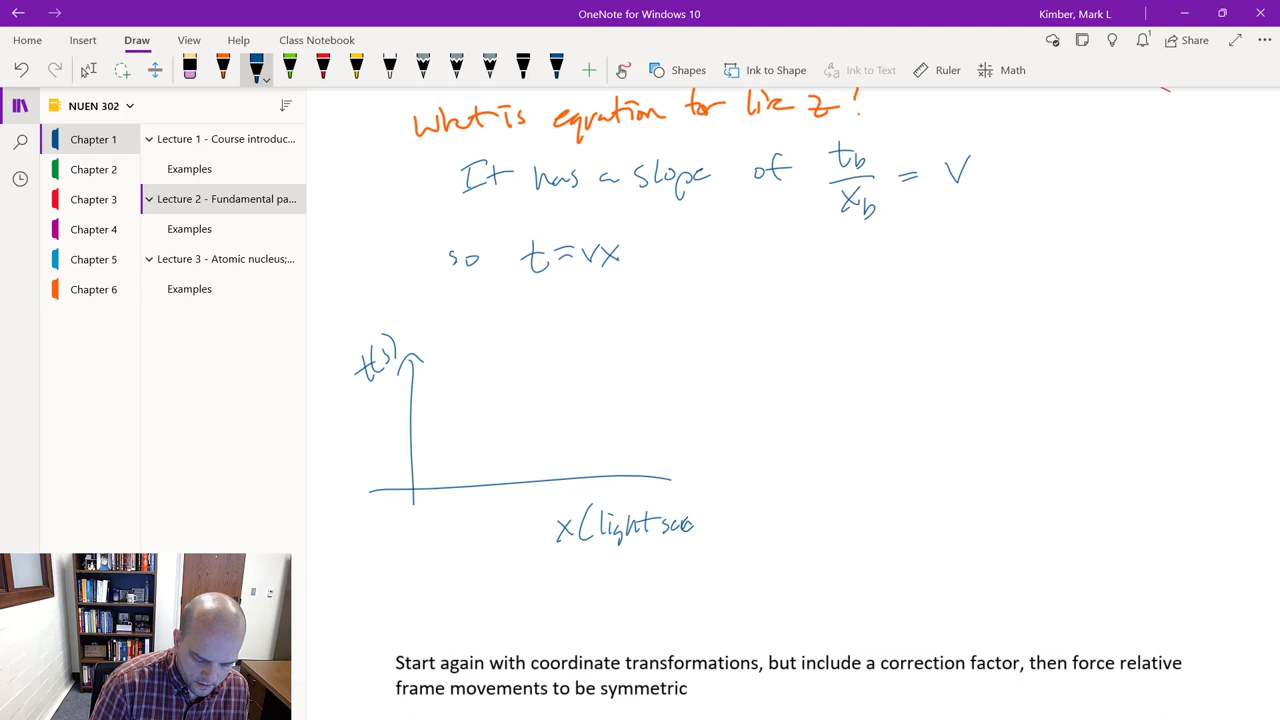 OneNote for Windows 10
Kimber, Mark L
Home Insert Draw View Help Class Notebook
Share
Shapes Ink to Shape Ink to Text Ruler Math
NUEN 302
Chapter 1
Chapter 2
Chapter 3
Chapter 4
Chapter 5
Chapter 6
Lecture 1 - Course introduc...
Examples
Lecture 2 - Fundamental pa...
Examples
Lecture 3 - Atomic nucleus;...
Examples
What is equation for line z?
It has a slope of t_b/x_b = v
so t=vx
t(s)
x(light
Start again with coordinate transformations, but include a correction factor, then force relative
frame movements to be symmetric